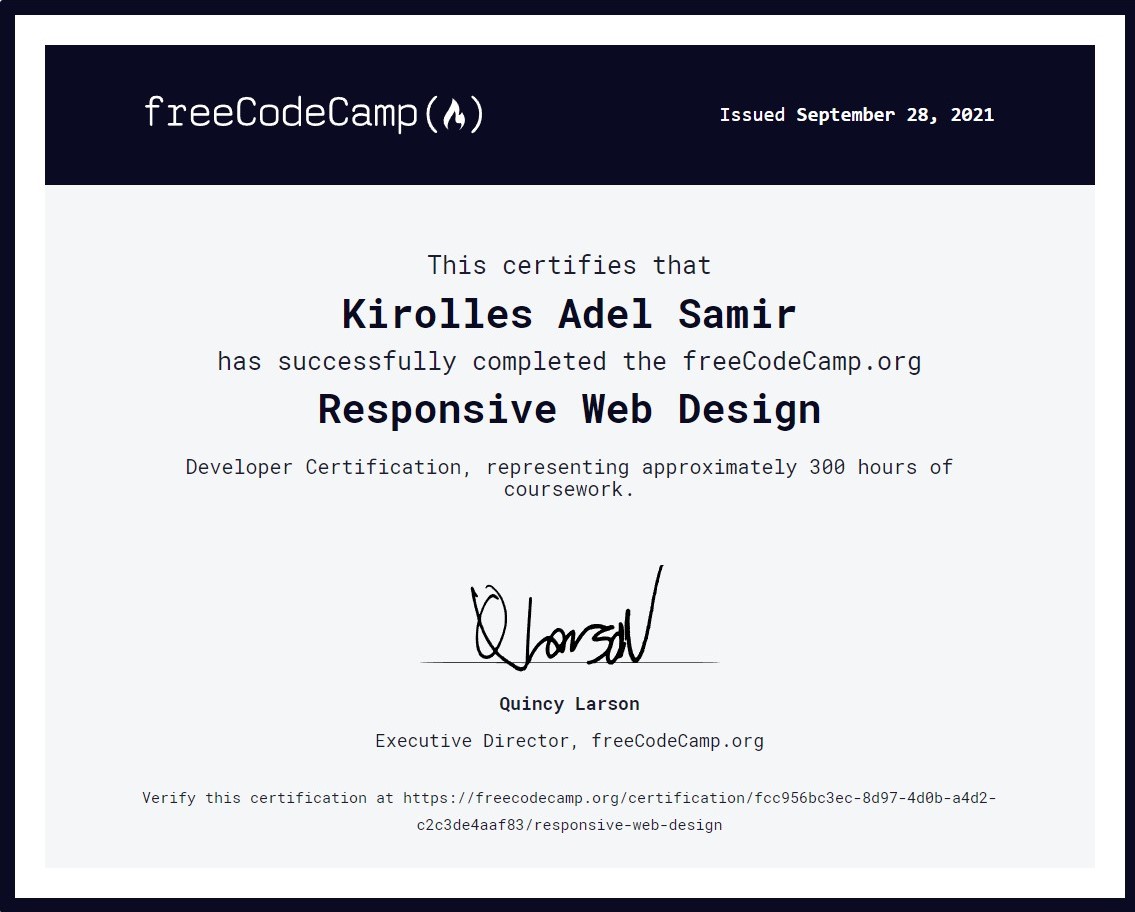 freeCodeCamp(🔥)
Issued September 28, 2021
This certifies that
Kirolles Adel Samir
has successfully completed the freeCodeCamp.org
Responsive Web Design
Developer Certification, representing approximately 300 hours of
coursework.
Q Larson
Quincy Larson
Executive Director, freeCodeCamp.org
Verify this certification at https://freecodecamp.org/certification/fcc956bc3ec-8d97-4d0b-a4d2-
c2c3de4aaf83/responsive-web-design